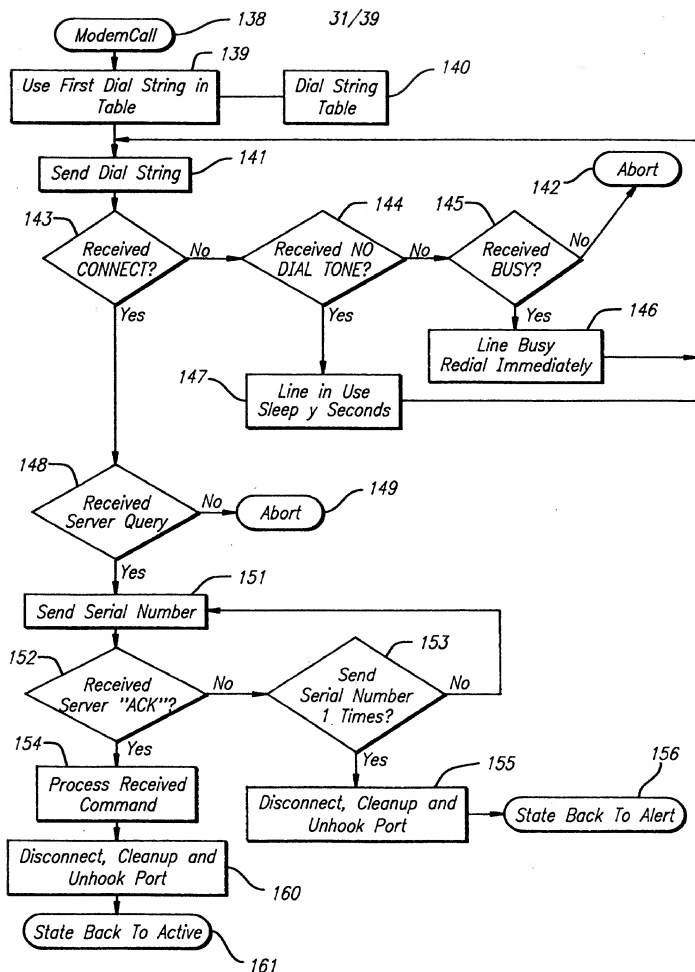 ModemCall
138
31/39
139
Use First Dial String in
Table
Dial String
Table
140
Send Dial String
141
142
Abort
143
Received
CONNECT?
No
144
Received NO
DIAL TONE?
No
145
Received
BUSY?
No
Yes
Yes
Yes
146
Line Busy
Redial Immediately
147
Line in Use
Sleep y Seconds
148
Received
Server Query
No
Abort
149
Yes
151
Send Serial Number
152
Received
Server "ACK"?
No
153
Send
Serial Number
1 Times?
No
Yes
Yes
154
Process Received
Command
155
Disconnect, Cleanup and
Unhook Port
156
State Back To Alert
Disconnect, Cleanup and
Unhook Port
160
State Back To Active
161